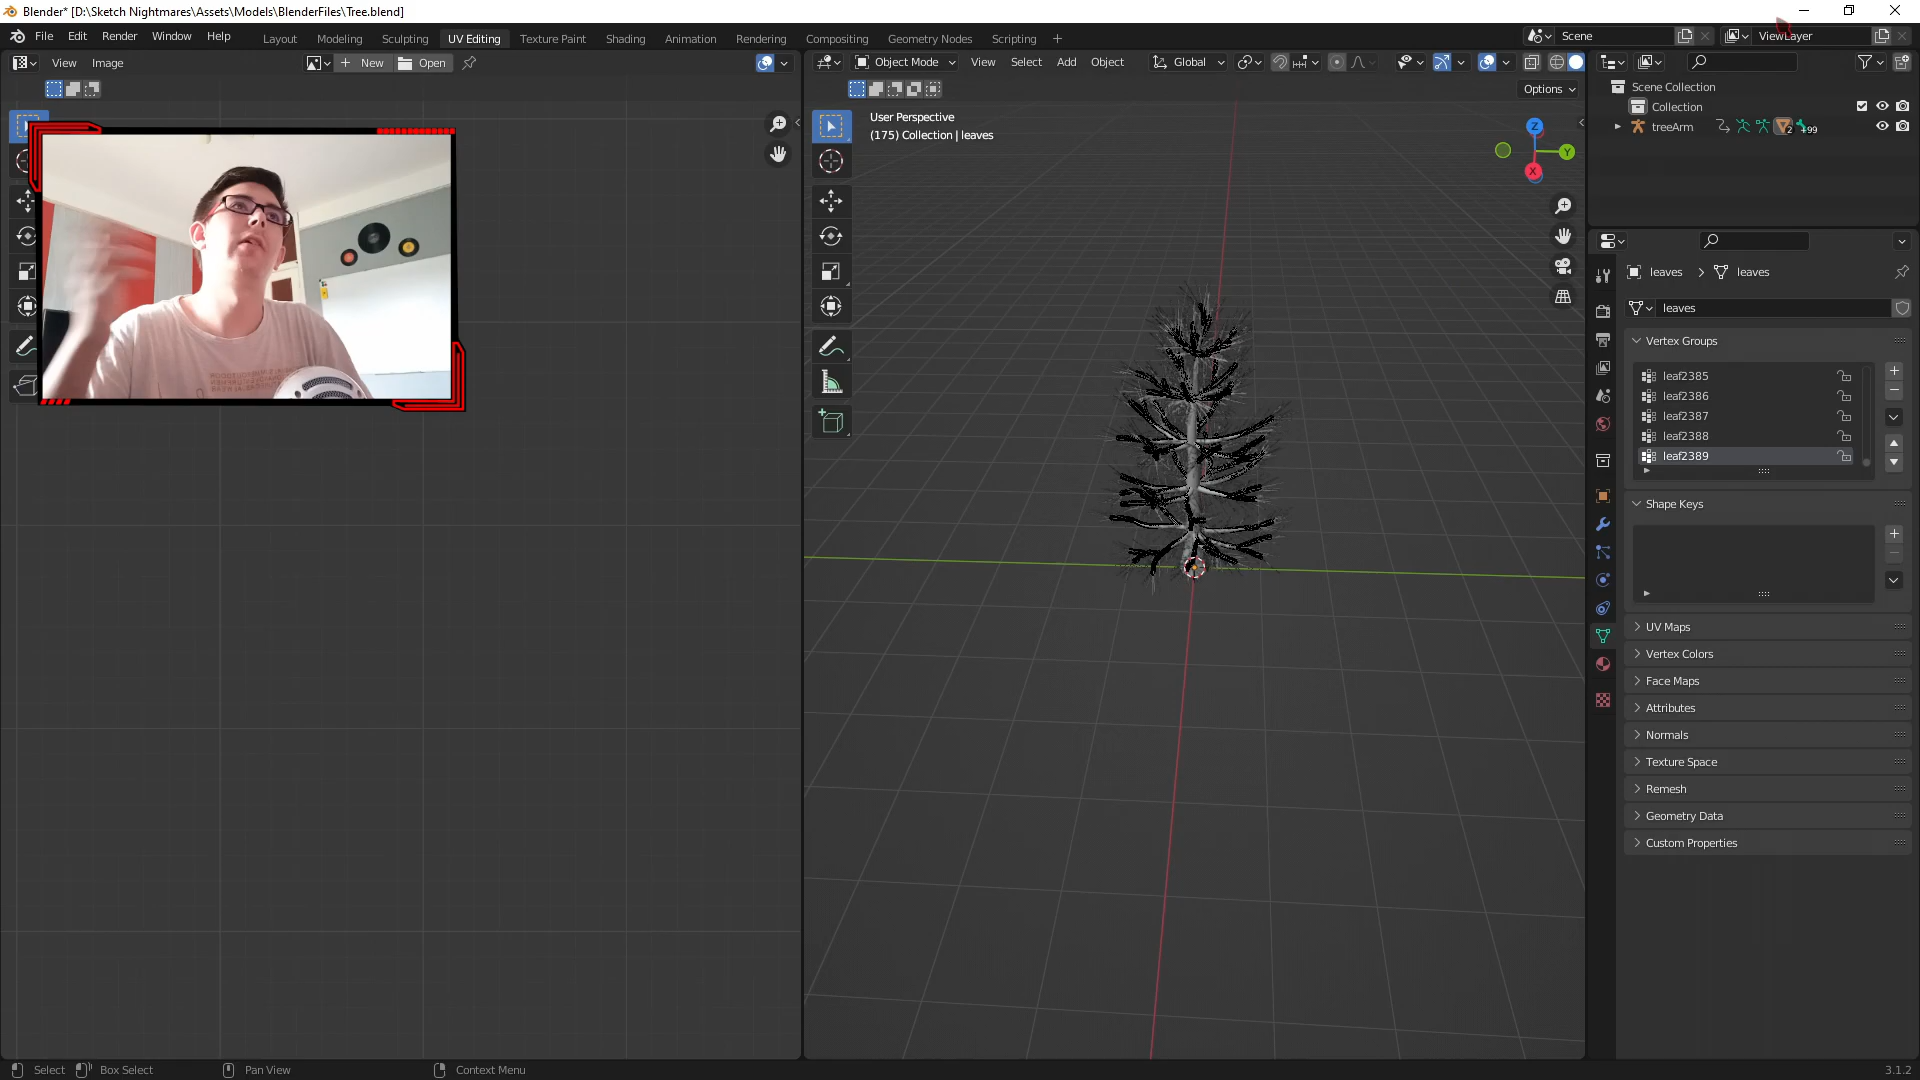 Blender* [D:\Sketch Nightmares\Assets\Models\BlenderFiles\Tree.blend]
File Edit Render Window Help
Layout Modeling Sculpting UV Editing Texture Paint Shading Animation Rendering Compositing Geometry Nodes Scripting
Scene
ViewLayer
View Image
New Open
Object Mode View Select Add Object Global
Options
User Perspective
(175) Collection | leaves
Z
Y
X
Scene Collection
Collection
treeArm 2 +99
leaves > leaves
leaves
Vertex Groups
leaf2385
leaf2386
leaf2387
leaf2388
leaf2389
Shape Keys
UV Maps
Vertex Colors
Face Maps
Attributes
Normals
Texture Space
Remesh
Geometry Data
Custom Properties
Select Box Select Pan View Context Menu 3.1.2